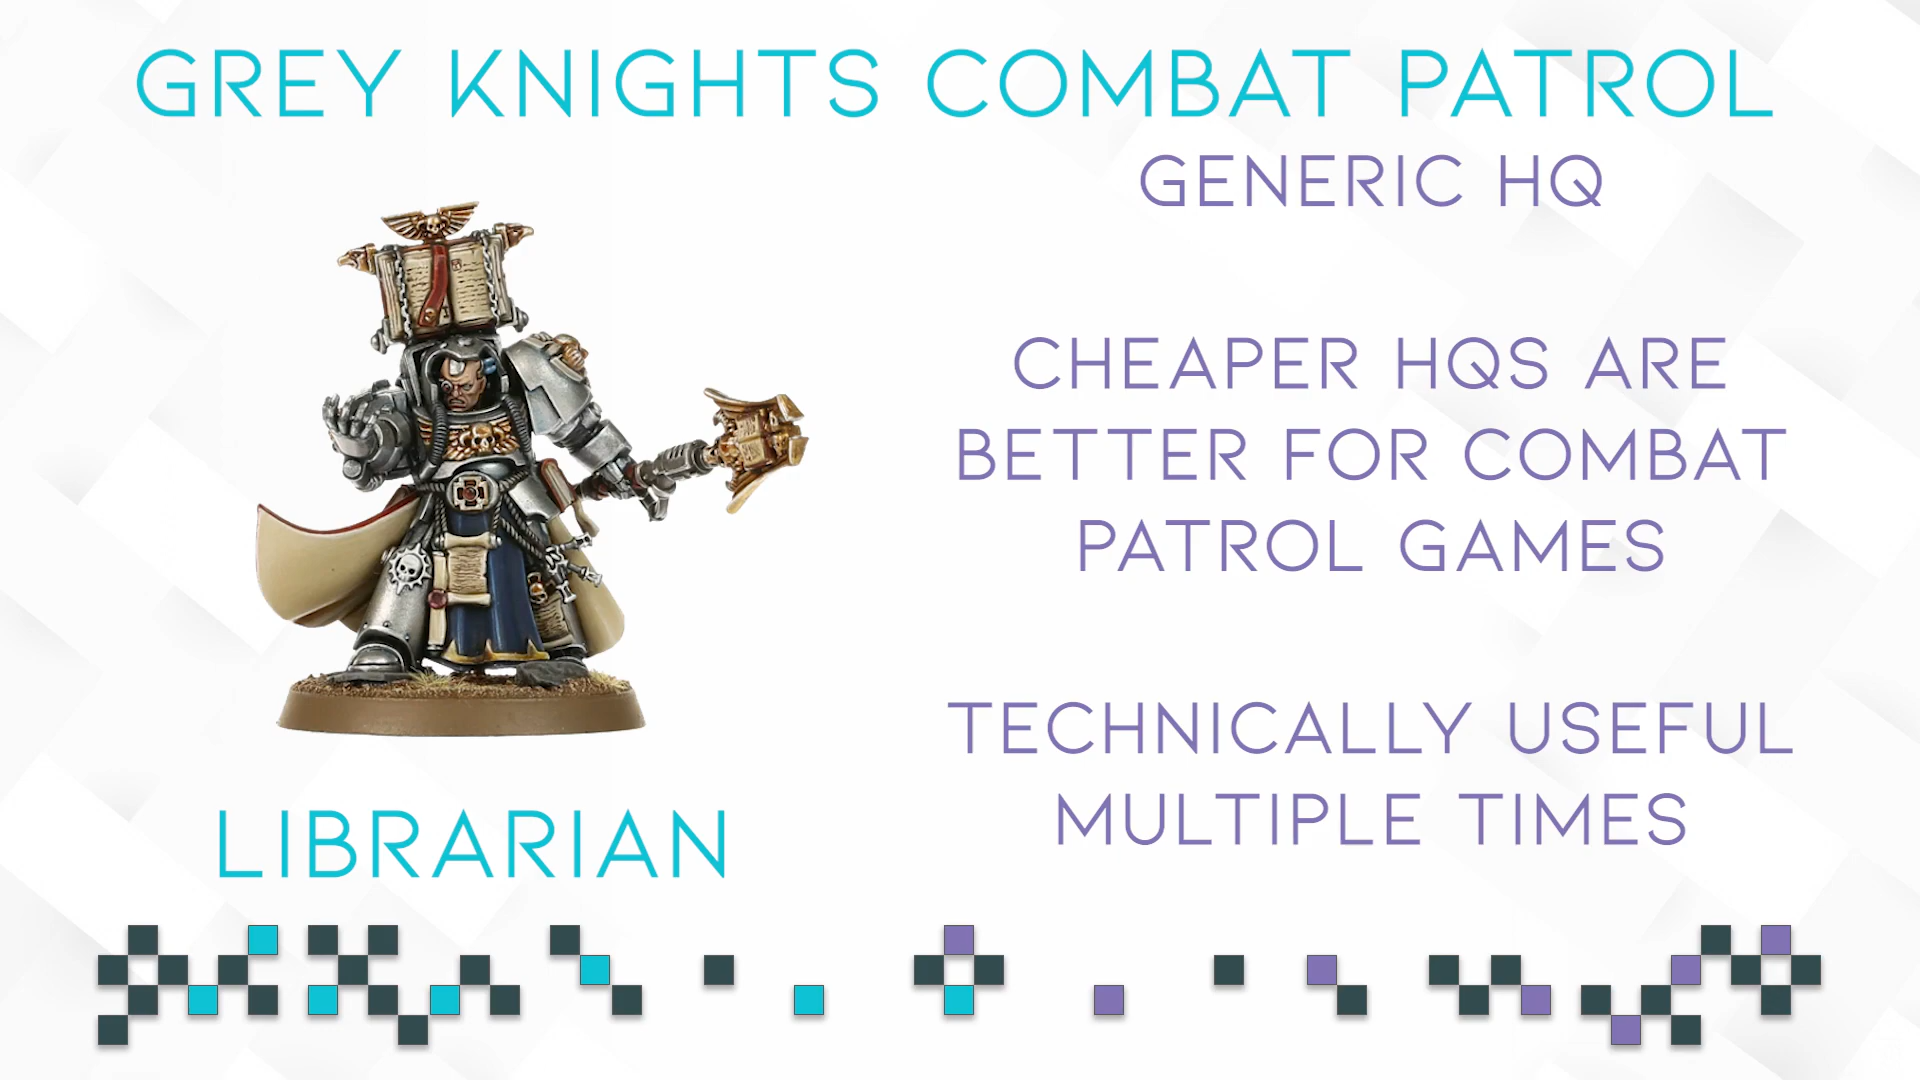 GREY KNIGHTS COMBAT PATROL
GENERIC HQ
CHEAPER HQS ARE
BETTER FOR COMBAT
PATROL GAMES
TECHNICALLY USEFUL
MULTIPLE TIMES
LIBRARIAN